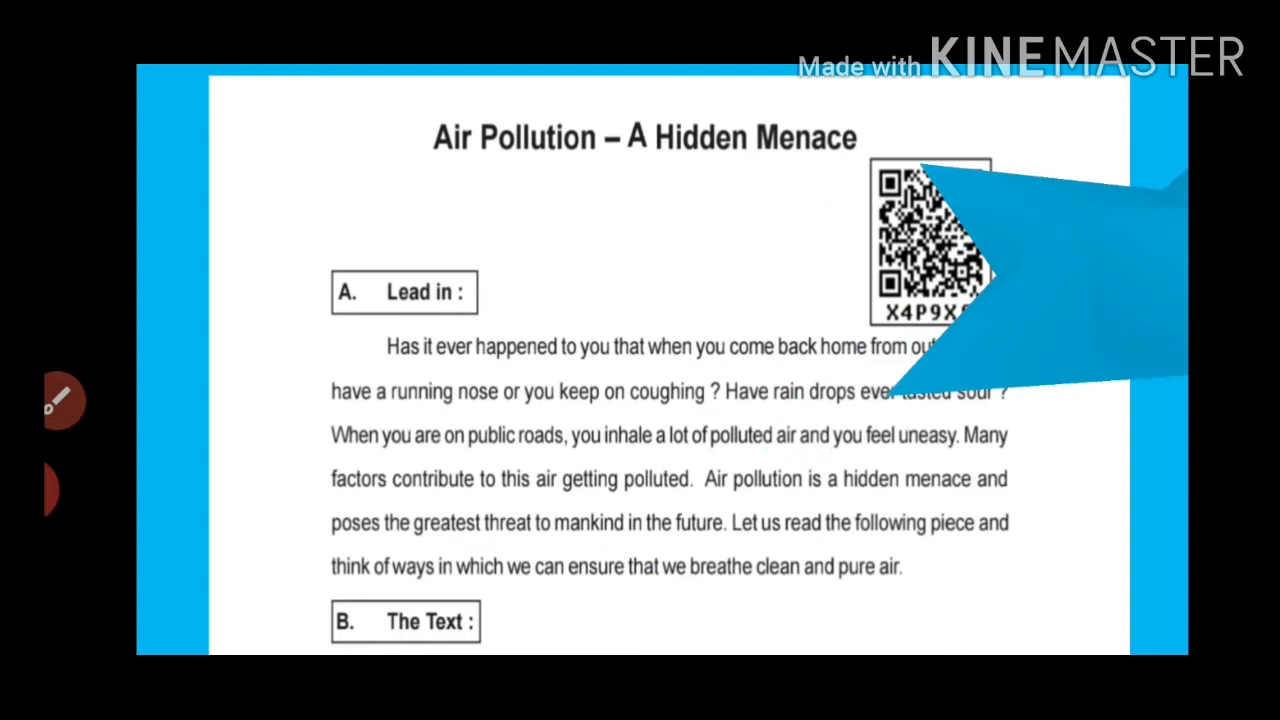 Made with KINEMASTER
Air Pollution – A Hidden Menace
X4P9X
A. Lead in :
Has it ever happened to you that when you come back home from
have a running nose or you keep on coughing ? Have rain drops ever tasted sour ?
When you are on public roads, you inhale a lot of polluted air and you feel uneasy. Many
factors contribute to this air getting polluted. Air pollution is a hidden menace and
poses the greatest threat to mankind in the future. Let us read the following piece and
think of ways in which we can ensure that we breathe clean and pure air.
B. The Text :